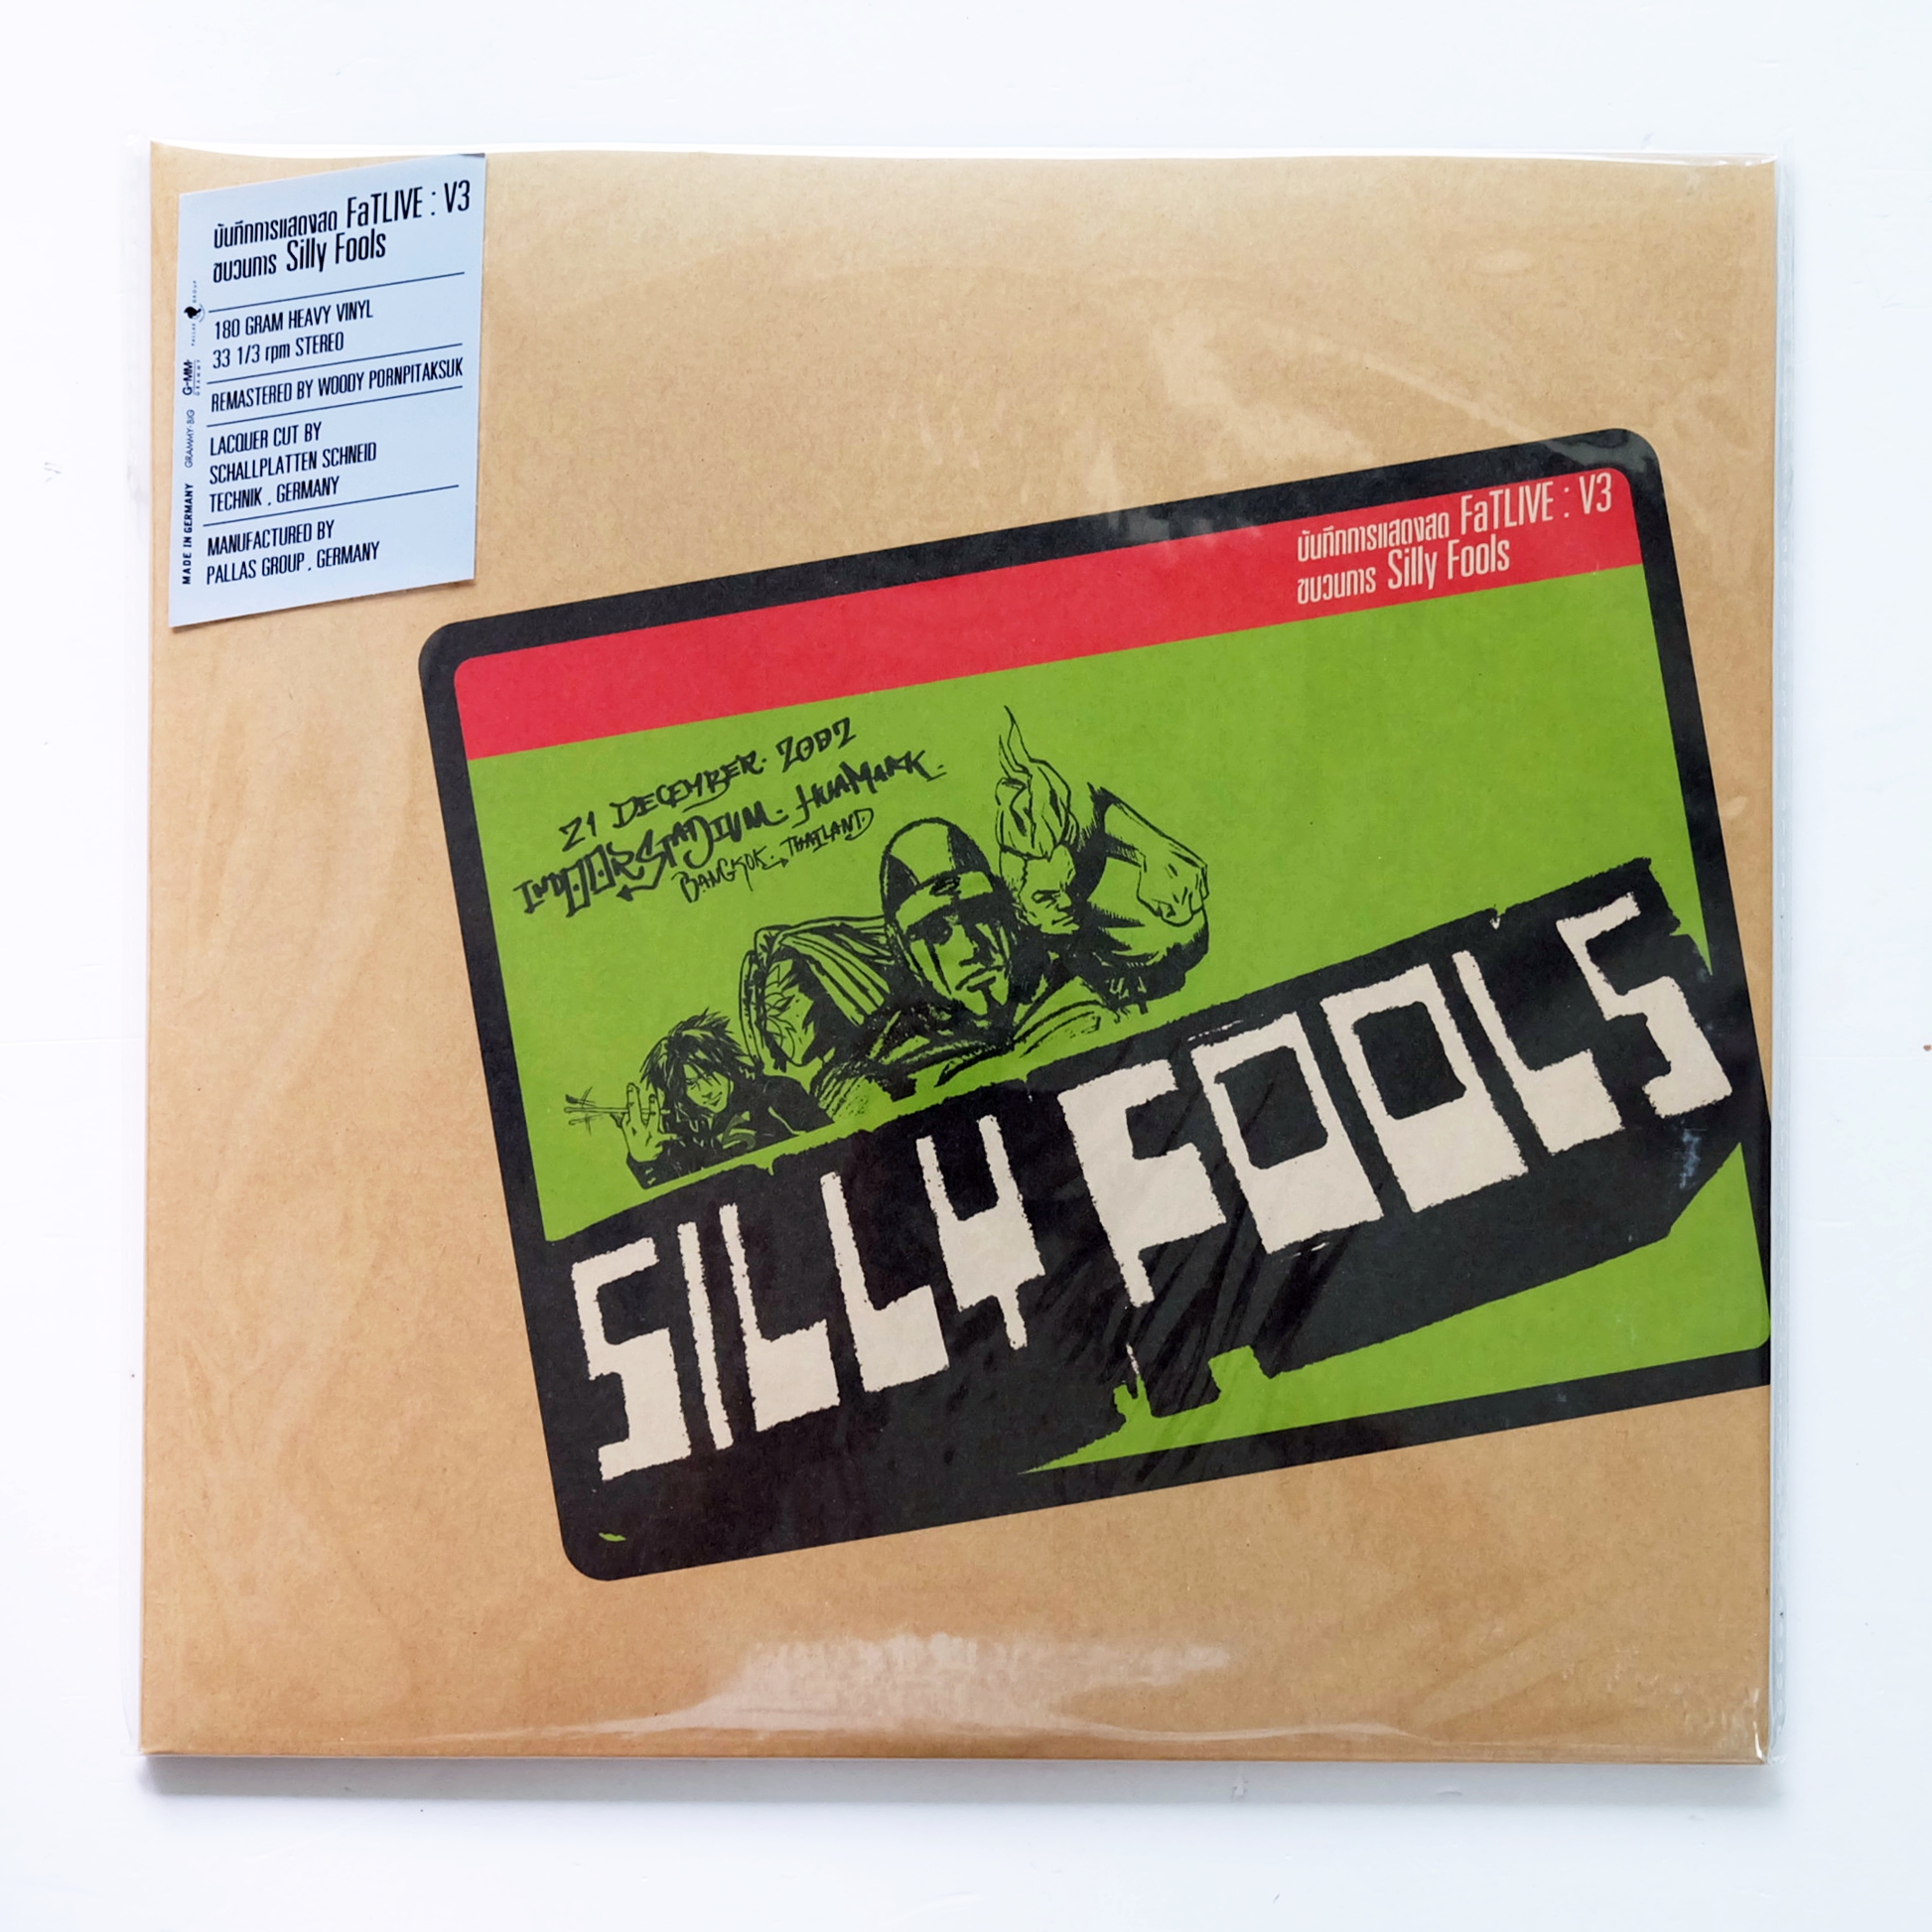 บันทึกการแสดงสด FaTLIVE : V3
ขบวนการ Silly Fools
180 GRAM HEAVY VINYL
33 1/3 rpm STEREO
REMASTERED BY WOODY PORNPITAKSUK
LACQUER CUT BY
SCHALLPLATTEN SCHNEID
TECHNIK . GERMANY
MANUFACTURED BY
PALLAS GROUP . GERMANY
MADE IN GERMANY GRAMMY BIG GMM GRAMMY PALLAS GROUP
บันทึกการแสดงสด FaTLIVE : V3
ขบวนการ Silly Fools
21 DECEMBER. 2002
INDOOR STADIUM. HUAMARK.
BANGKOK. THAILAND
SILLY FOOLS